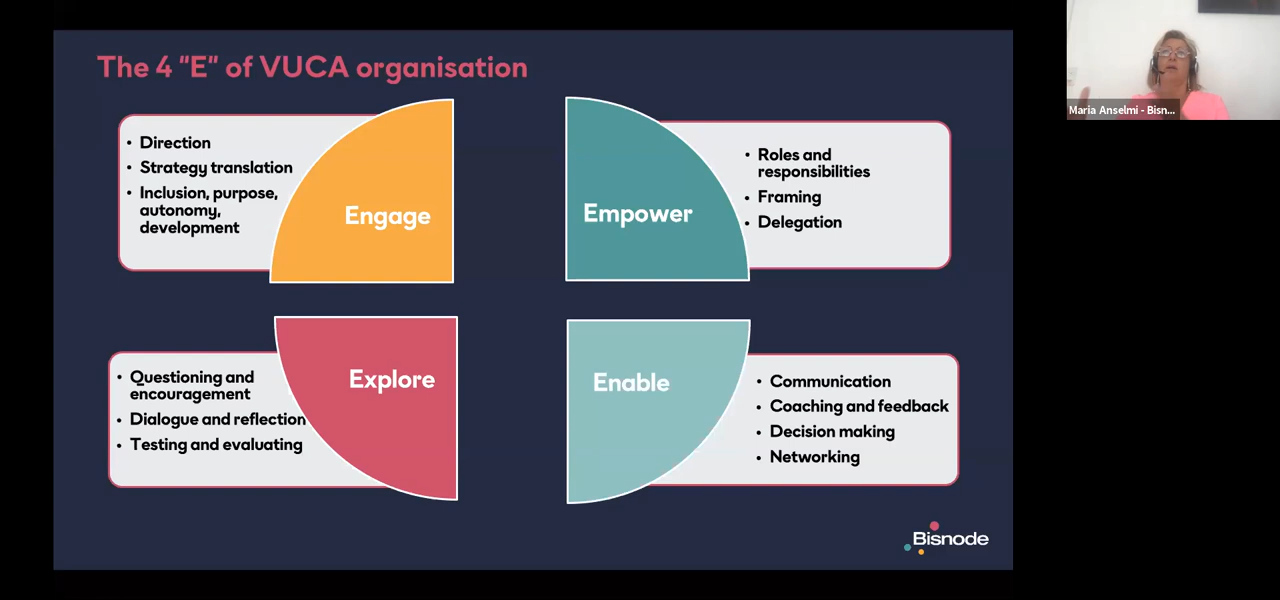 The 4 "E" of VUCA organisation
• Direction
• Strategy translation
• Inclusion, purpose,
autonomy,
development
Engage
Empower
• Roles and
responsibilities
• Framing
• Delegation
• Questioning and
encouragement
• Dialogue and reflection
• Testing and evaluating
Explore
Enable
• Communication
• Coaching and feedback
• Decision making
• Networking
Bisnode
Maria Anselmi - Bisn...